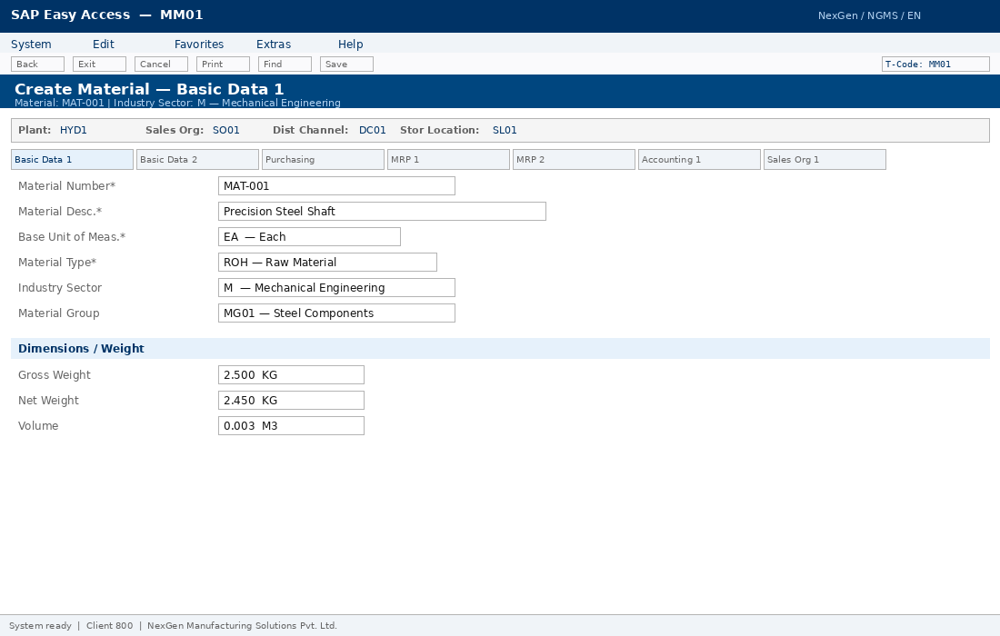 SAP Easy Access — MM01
NexGen / NGMS / EN
System Edit Favorites Extras Help
Back Exit Cancel Print Find Save T-Code: MM01
Create Material — Basic Data 1
Material: MAT-001 | Industry Sector: M — Mechanical Engineering
Plant: HYD1 Sales Org: SO01 Dist Channel: DC01 Stor Location: SL01
Basic Data 1 Basic Data 2 Purchasing MRP 1 MRP 2 Accounting 1 Sales Org 1
Material Number* MAT-001
Material Desc.* Precision Steel Shaft
Base Unit of Meas.* EA — Each
Material Type* ROH — Raw Material
Industry Sector M — Mechanical Engineering
Material Group MG01 — Steel Components
Dimensions / Weight
Gross Weight 2.500 KG
Net Weight 2.450 KG
Volume 0.003 M3
System ready | Client 800 | NexGen Manufacturing Solutions Pvt. Ltd.